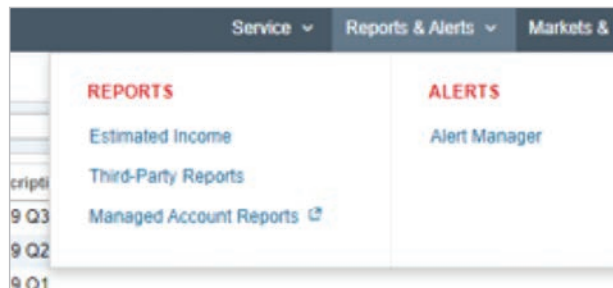 Service Reports & Alerts Markets &
REPORTS
Estimated Income
Third-Party Reports
Managed Account Reports
ALERTS
Alert Manager
cripti
9 Q3
9 Q2
9 Q1